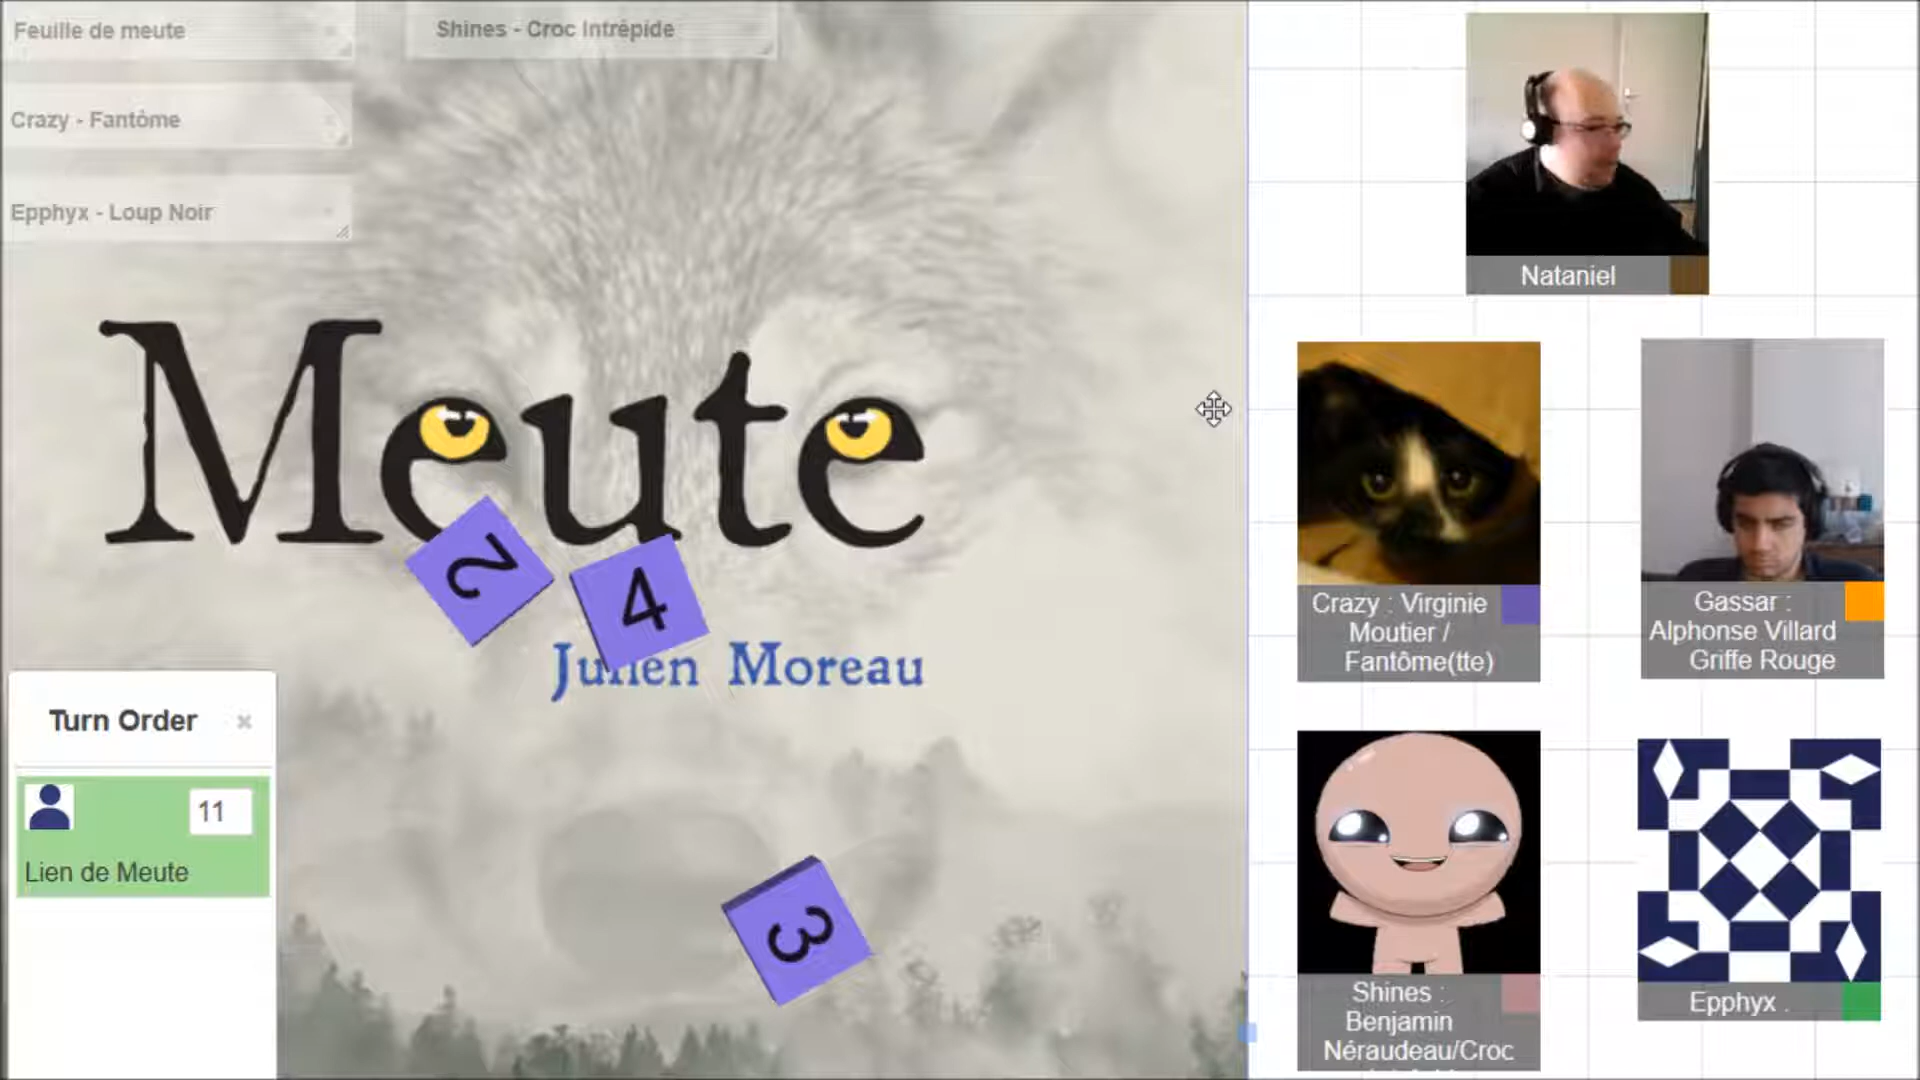 Feuille de meute
Shines - Croc Intrépide
Crazy - Fantôme
Epphyx - Loup Noir
Meute
2
4
Julien Moreau
3
Turn Order
11
Lien de Meute
Nataniel
Crazy : Virginie
Moutier /
Fantôme(tte)
Gassar :
Alphonse Villard
Griffe Rouge
Shines :
Benjamin
Néraudeau/Croc
Epphyx .